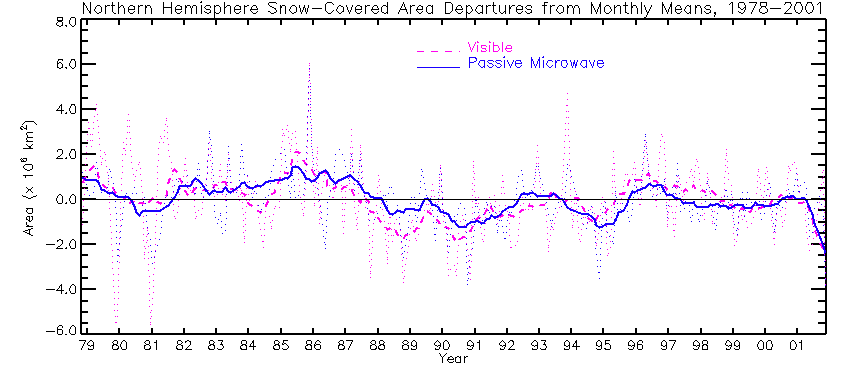 Northern Hemisphere Snow-Covered Area Departures from Monthly Means, 1978-2001
Visible
Passive Microwave
Area (x 10⁶ km²)
8.0
6.0
4.0
2.0
0.0
-2.0
-4.0
-6.0
79 80 81 82 83 84 85 86 87 88 89 90 91 92 93 94 95 96 97 98 99 00 01
Year